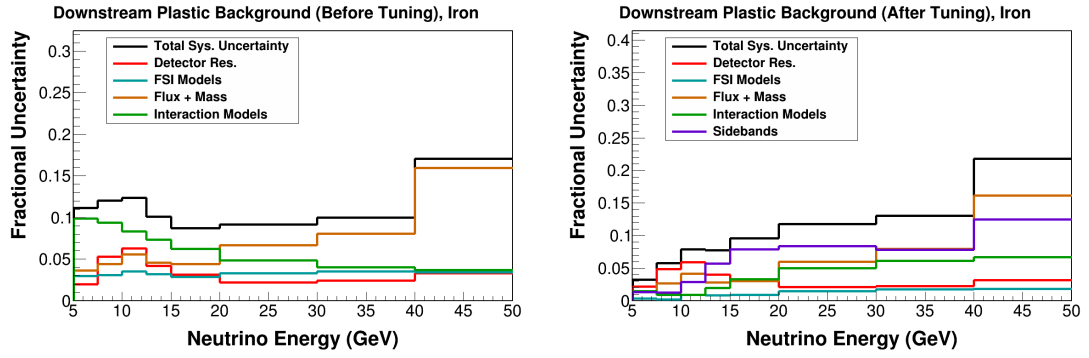 Downstream Plastic Background (Before Tuning), Iron
Fractional Uncertainty
0.3
0.25
0.2
0.15
0.1
0.05
0
Total Sys. Uncertainty
Detector Res.
FSI Models
Flux + Mass
Interaction Models
5 10 15 20 25 30 35 40 45 50
Neutrino Energy (GeV)
Downstream Plastic Background (After Tuning), Iron
Fractional Uncertainty
0.4
0.35
0.3
0.25
0.2
0.15
0.1
0.05
0
Total Sys. Uncertainty
Detector Res.
FSI Models
Flux + Mass
Interaction Models
Sidebands
5 10 15 20 25 30 35 40 45 50
Neutrino Energy (GeV)